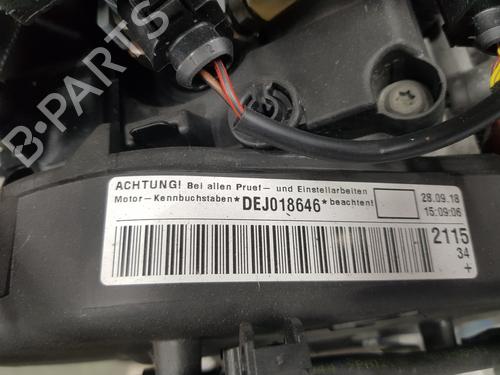 B-PARTS
ACHTUNG! Bei allen Pruef- und Einstellarbeiten
Motor-Kennbuchstaben *DEJ018646* beachten!
28.09.18
15:09:06
2115
34
+